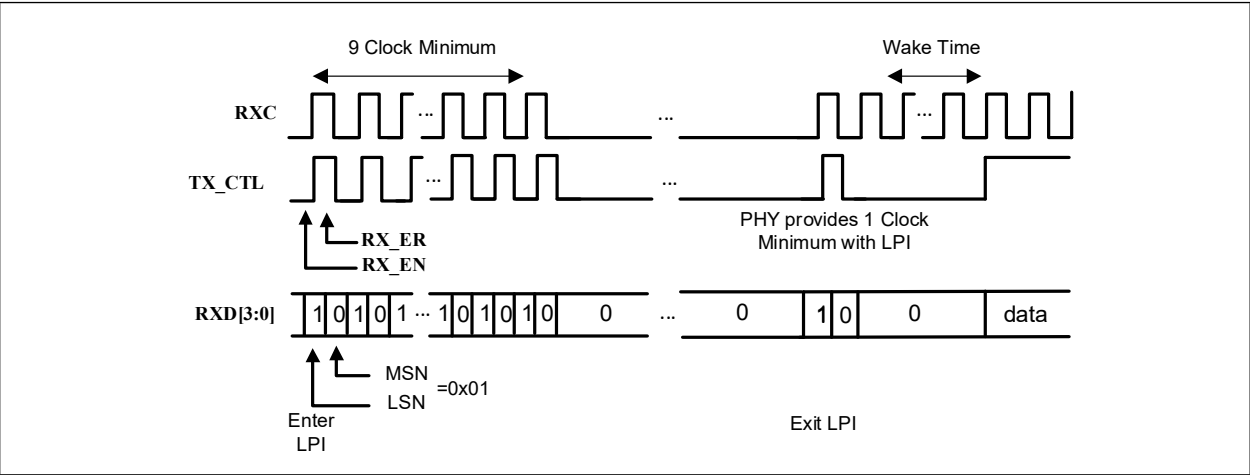 9 Clock Minimum
Wake Time
RXC ... ... ...
TX_CTL ... ...
PHY provides 1 Clock
Minimum with LPI
RX_ER
RX_EN
RXD[3:0] 1 0 1 0 1 ... 1 0 1 0 1 0 0 ... 0 1 0 0 data
MSN
LSN
=0x01
Enter
LPI
Exit LPI